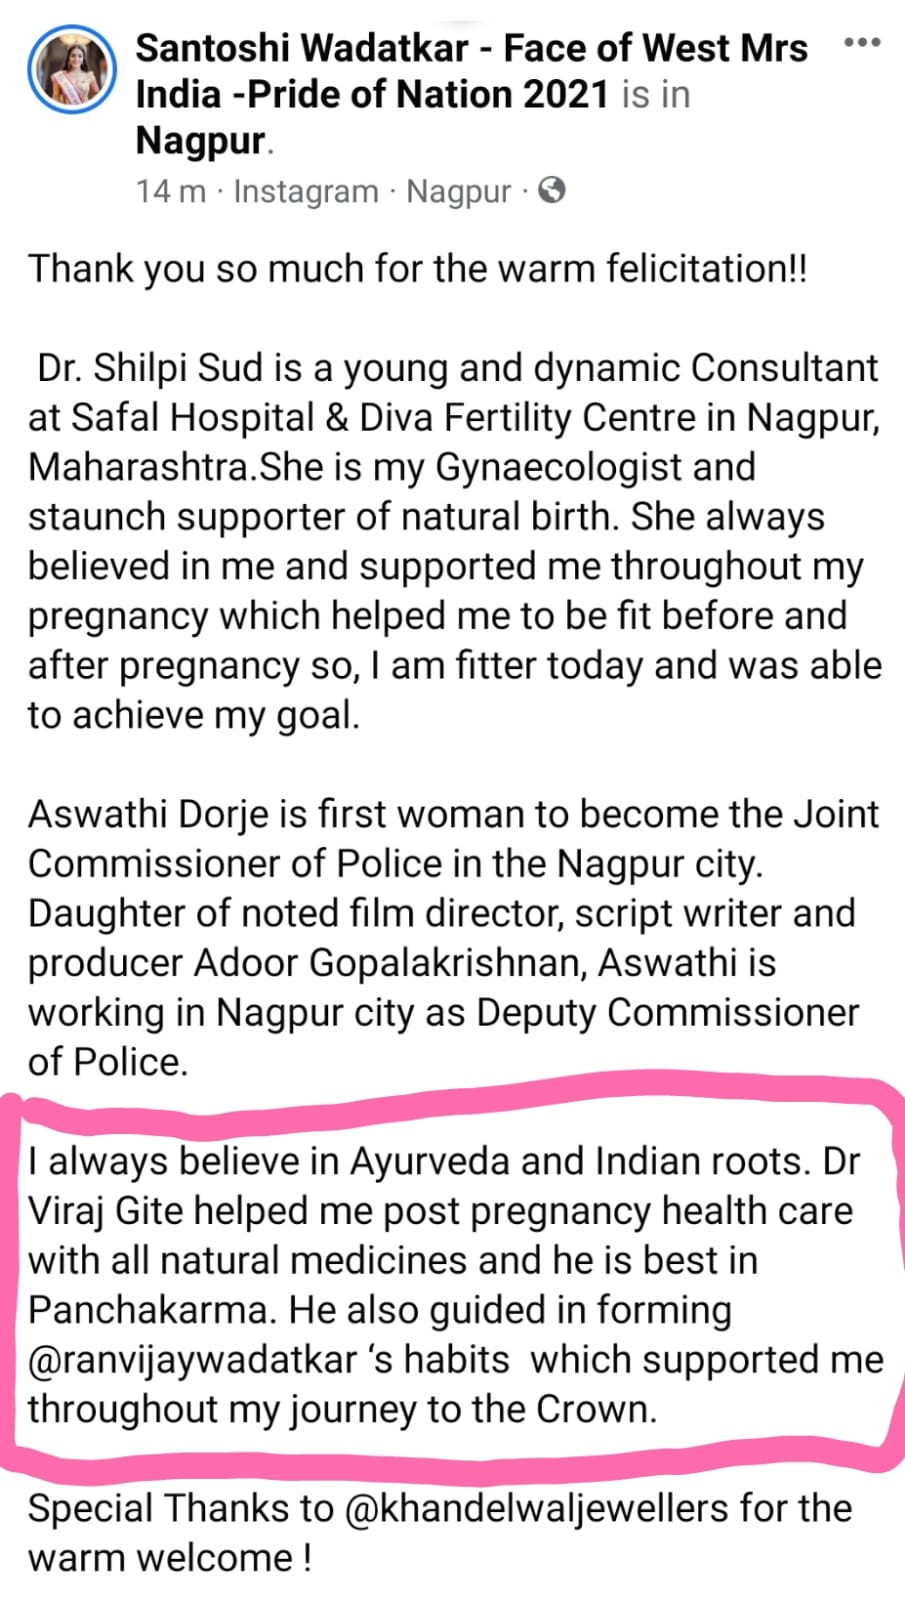 Santoshi Wadatkar - Face of West Mrs
India -Pride of Nation 2021 is in
Nagpur.
14 m · Instagram · Nagpur ·
Thank you so much for the warm felicitation!!
Dr. Shilpi Sud is a young and dynamic Consultant
at Safal Hospital & Diva Fertility Centre in Nagpur,
Maharashtra.She is my Gynaecologist and
staunch supporter of natural birth. She always
believed in me and supported me throughout my
pregnancy which helped me to be fit before and
after pregnancy so, I am fitter today and was able
to achieve my goal.
Aswathi Dorje is first woman to become the Joint
Commissioner of Police in the Nagpur city.
Daughter of noted film director, script writer and
producer Adoor Gopalakrishnan, Aswathi is
working in Nagpur city as Deputy Commissioner
of Police.
I always believe in Ayurveda and Indian roots. Dr
Viraj Gite helped me post pregnancy health care
with all natural medicines and he is best in
Panchakarma. He also guided in forming
@ranvijaywadatkar ‘s habits  which supported me
throughout my journey to the Crown.
Special Thanks to @khandelwaljewellers for the
warm welcome !